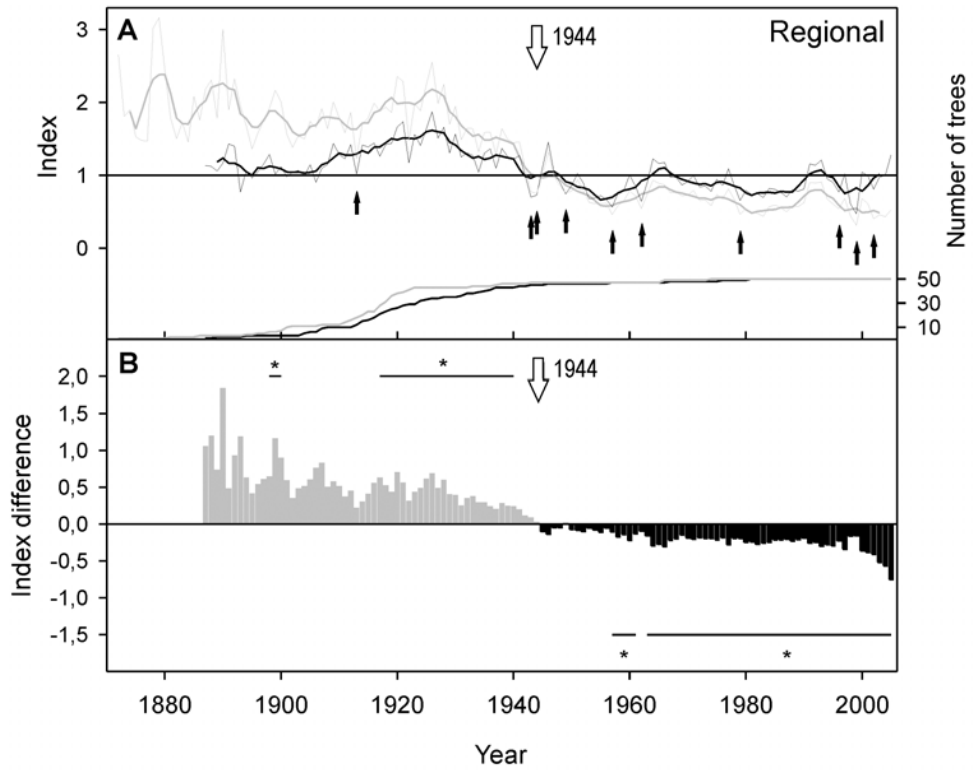 A
1944
Regional
3
2
1
0
Index
Number of trees
50
30
10
B
*
*
1944
2,0
1,5
1,0
0,5
0,0
-0,5
-1,0
-1,5
Index difference
*
*
1880 1900 1920 1940 1960 1980 2000
Year